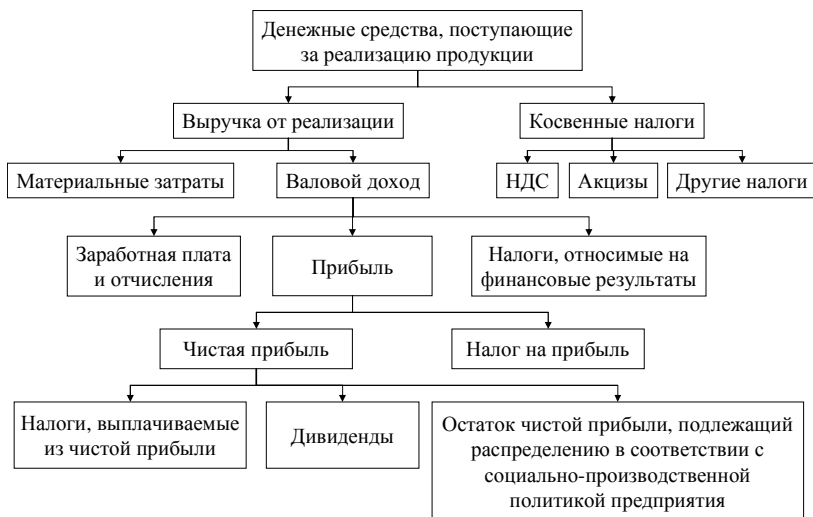 Денежные средства, поступающие
за реализацию продукции
Выручка от реализации
Косвенные налоги
Материальные затраты
Валовой доход
НДС
Акцизы
Другие налоги
Заработная плата
и отчисления
Прибыль
Налоги, относимые на
финансовые результаты
Чистая прибыль
Налог на прибыль
Налоги, выплачиваемые
из чистой прибыли
Дивиденды
Остаток чистой прибыли, подлежащий
распределению в соответствии с
социально-производственной
политикой предприятия